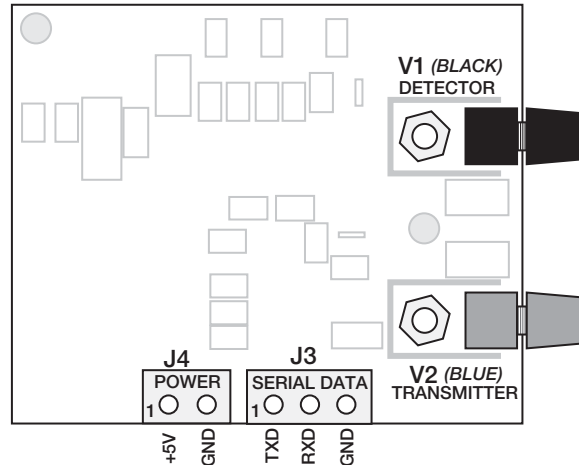 V1 (BLACK)
DETECTOR
V2 (BLUE)
TRANSMITTER
J4
POWER
1
+5V
GND
J3
SERIAL DATA
1
TXD
RXD
GND